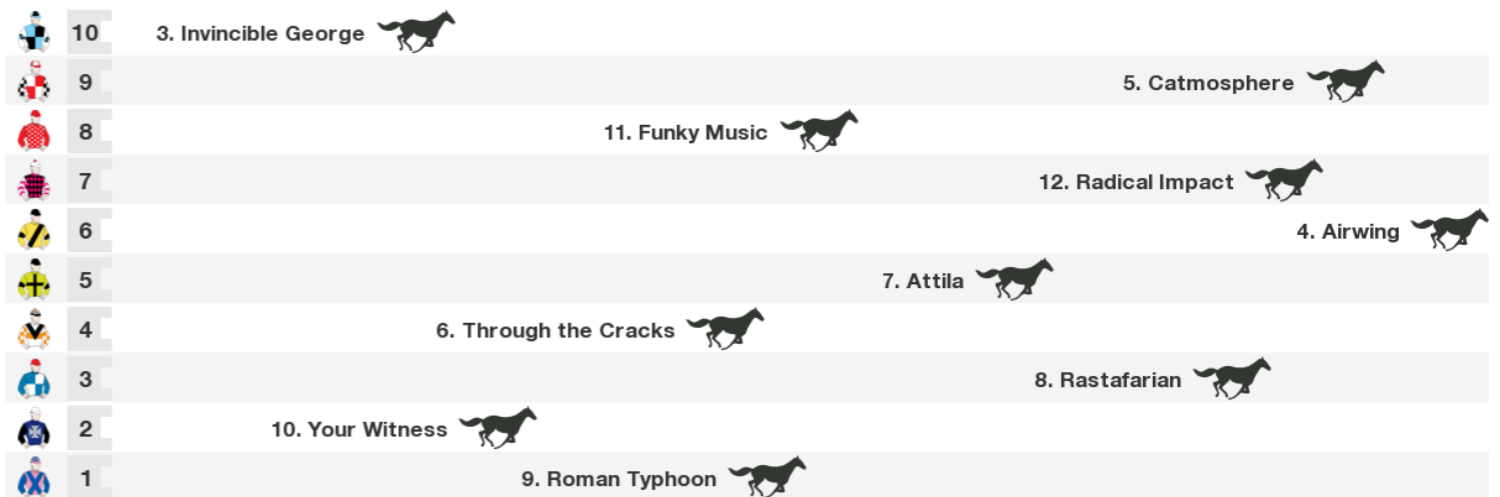 10 3. Invincible George
9 5. Catmosphere
8 11. Funky Music
7 12. Radical Impact
6 4. Airwing
5 7. Attila
4 6. Through the Cracks
3 8. Rastafarian
2 10. Your Witness
1 9. Roman Typhoon